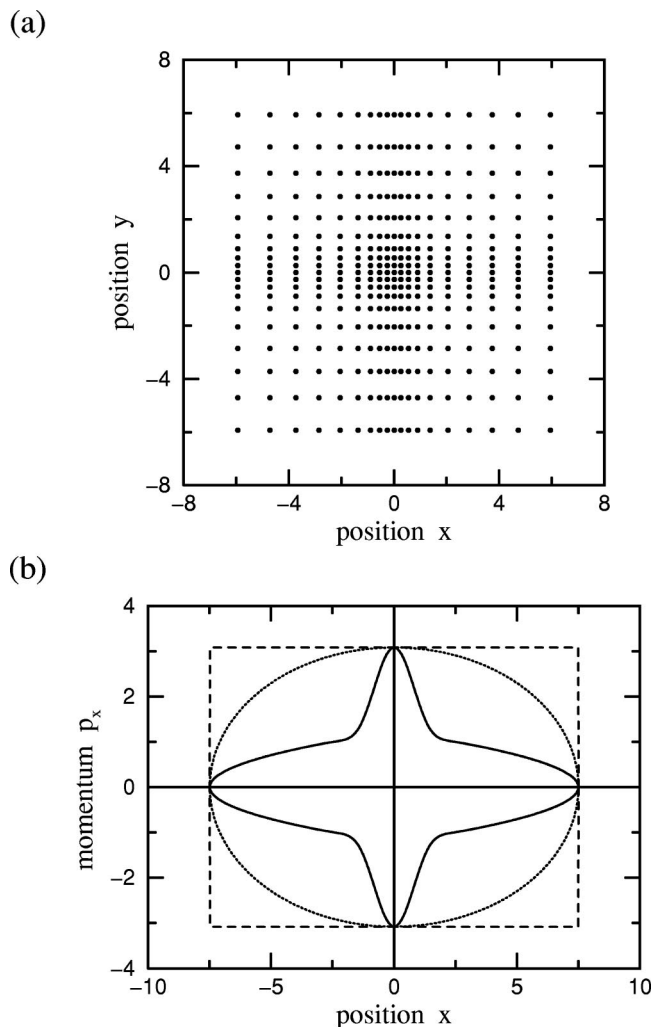 (a)
8
4
0
−4
−8
position y
−8 −4 0 4 8
position x
(b)
4
2
0
−2
−4
momentum pₓ
−10 −5 0 5 10
position x